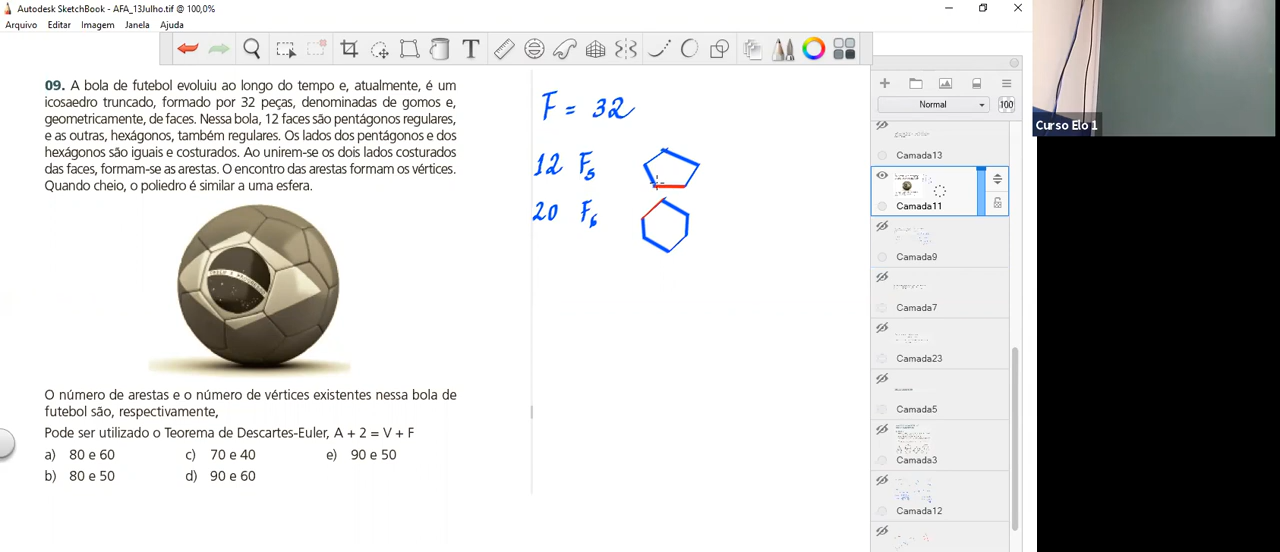 Autodesk SketchBook - AFA_13Julho.tif @ 100,0%
Arquivo Editar Imagem Janela Ajuda
09. A bola de futebol evoluiu ao longo do tempo e, atualmente, é um
icosaedro truncado, formado por 32 peças, denominadas de gomos e,
geometricamente, de faces. Nessa bola, 12 faces são pentágonos regulares,
e as outras, hexágonos, também regulares. Os lados dos pentágonos e dos
hexágonos são iguais e costurados. Ao unirem-se os dois lados costurados
das faces, formam-se as arestas. O encontro das arestas formam os vértices.
Quando cheio, o poliedro é similar a uma esfera.
O número de arestas e o número de vértices existentes nessa bola de
futebol são, respectivamente,
Pode ser utilizado o Teorema de Descartes-Euler, A + 2 = V + F
a) 80 e 60 c) 70 e 40 e) 90 e 50
b) 80 e 50 d) 90 e 60
F = 32
12 F5
20 F6
Normal 100
Camada13
Camada11
Camada9
Camada7
Camada23
Camada5
Camada3
Camada12
Curso Elo 1